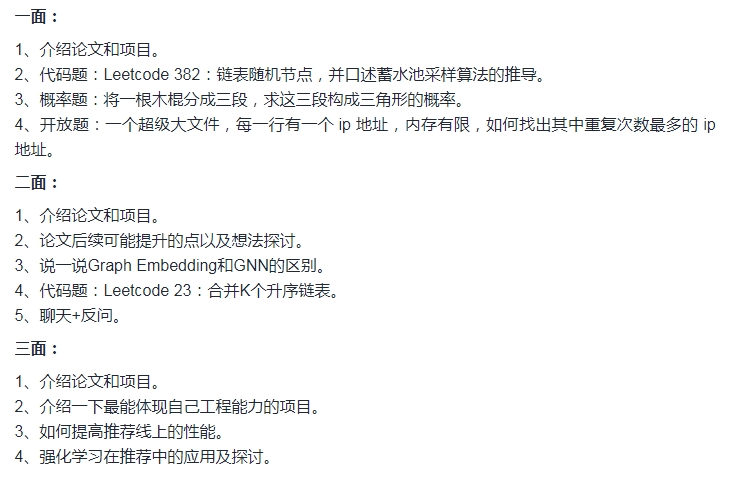 一面：
1、介绍论文和项目。
2、代码题：Leetcode 382：链表随机节点，并口述蓄水池采样算法的推导。
3、概率题：将一根木棍分成三段，求这三段构成三角形的概率。
4、开放题：一个超级大文件，每一行有一个 ip 地址，内存有限，如何找出其中重复次数最多的 ip
地址。
二面：
1、介绍论文和项目。
2、论文后续可能提升的点以及想法探讨。
3、说一说Graph Embedding和GNN的区别。
4、代码题：Leetcode 23：合并K个升序链表。
5、聊天+反问。
三面：
1、介绍论文和项目。
2、介绍一下最能体现自己工程能力的项目。
3、如何提高推荐线上的性能。
4、强化学习在推荐中的应用及探讨。